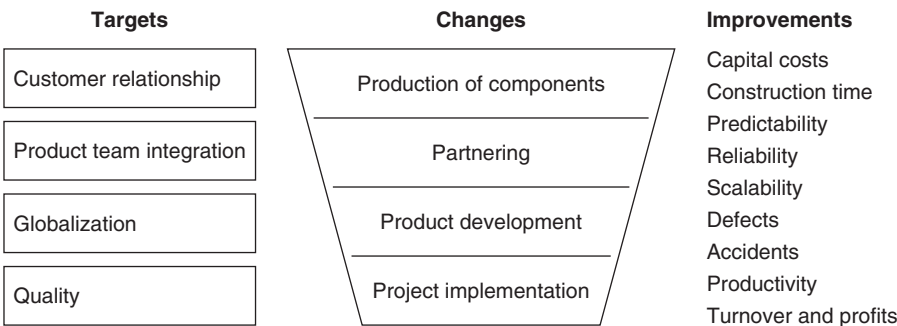 Targets
Changes
Improvements
Customer relationship
Product team integration
Globalization
Quality
Production of components
Partnering
Product development
Project implementation
Capital costs
Construction time
Predictability
Reliability
Scalability
Defects
Accidents
Productivity
Turnover and profits